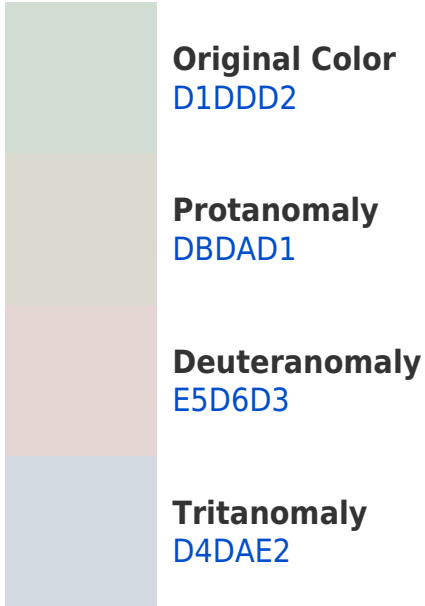 Original Color
D1DDD2
Protanomaly
DBDAD1
Deuteranomaly
E5D6D3
Tritanomaly
D4DAE2